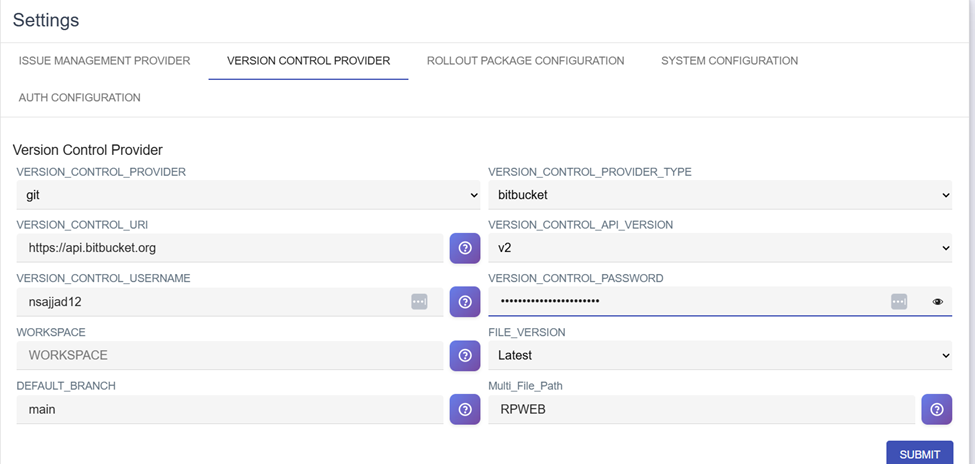 Settings
ISSUE MANAGEMENT PROVIDER VERSION CONTROL PROVIDER ROLLOUT PACKAGE CONFIGURATION SYSTEM CONFIGURATION
AUTH CONFIGURATION
Version Control Provider
VERSION_CONTROL_PROVIDER VERSION_CONTROL_PROVIDER_TYPE
git bitbucket
VERSION_CONTROL_URI VERSION_CONTROL_API_VERSION
https://api.bitbucket.org v2
VERSION_CONTROL_USERNAME VERSION_CONTROL_PASSWORD
nsajjad12 •••••••••••••••••••••••
WORKSPACE FILE_VERSION
WORKSPACE Latest
DEFAULT_BRANCH Multi_File_Path
main RPWEB
SUBMIT